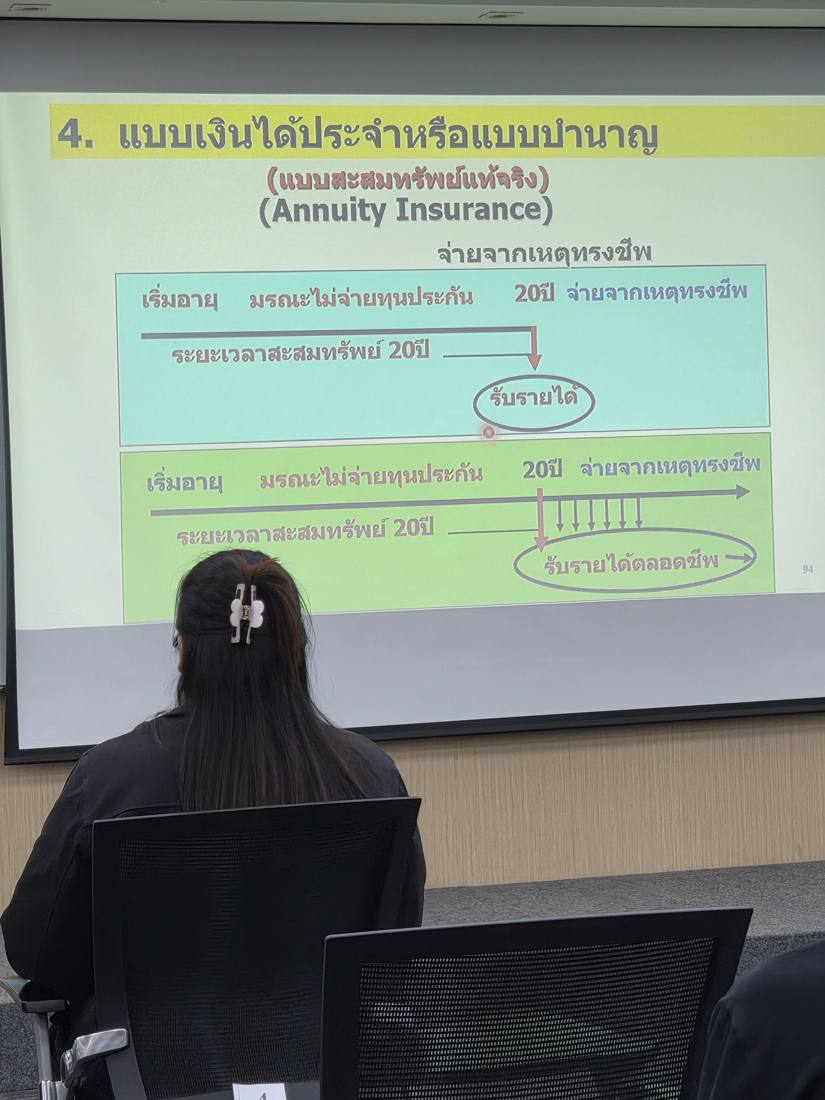 4. แบบเงินได้ประจำหรือแบบบำนาญ
(แบบสะสมทรัพย์แท้จริง)
(Annuity Insurance)
จ่ายจากเหตุทรงชีพ
เริ่มอายุ มรณะไม่จ่ายทุนประกัน 20ปี จ่ายจากเหตุทรงชีพ
ระยะเวลาสะสมทรัพย์ 20ปี
รับรายได้
เริ่มอายุ มรณะไม่จ่ายทุนประกัน 20ปี จ่ายจากเหตุทรงชีพ
ระยะเวลาสะสมทรัพย์ 20ปี
รับรายได้ตลอดชีพ
94